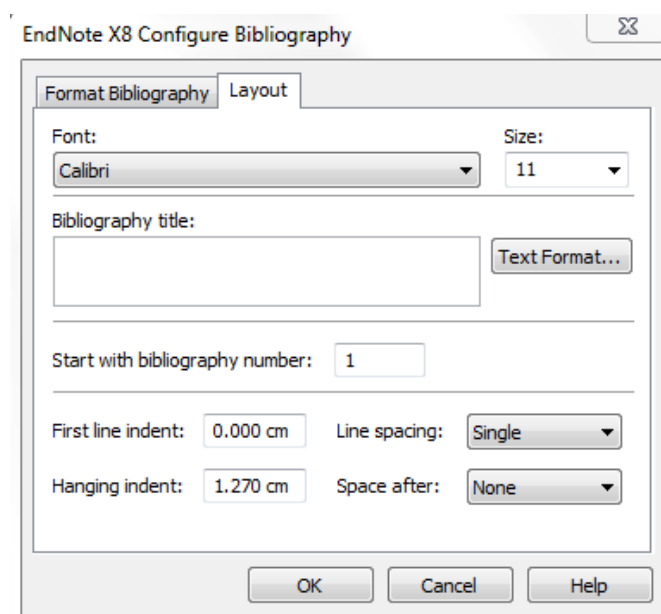 EndNote X8 Configure Bibliography
Format Bibliography Layout
Font: Size:
Calibri 11
Bibliography title:
Text Format...
Start with bibliography number: 1
First line indent: 0.000 cm Line spacing: Single
Hanging indent: 1.270 cm Space after: None
OK Cancel Help